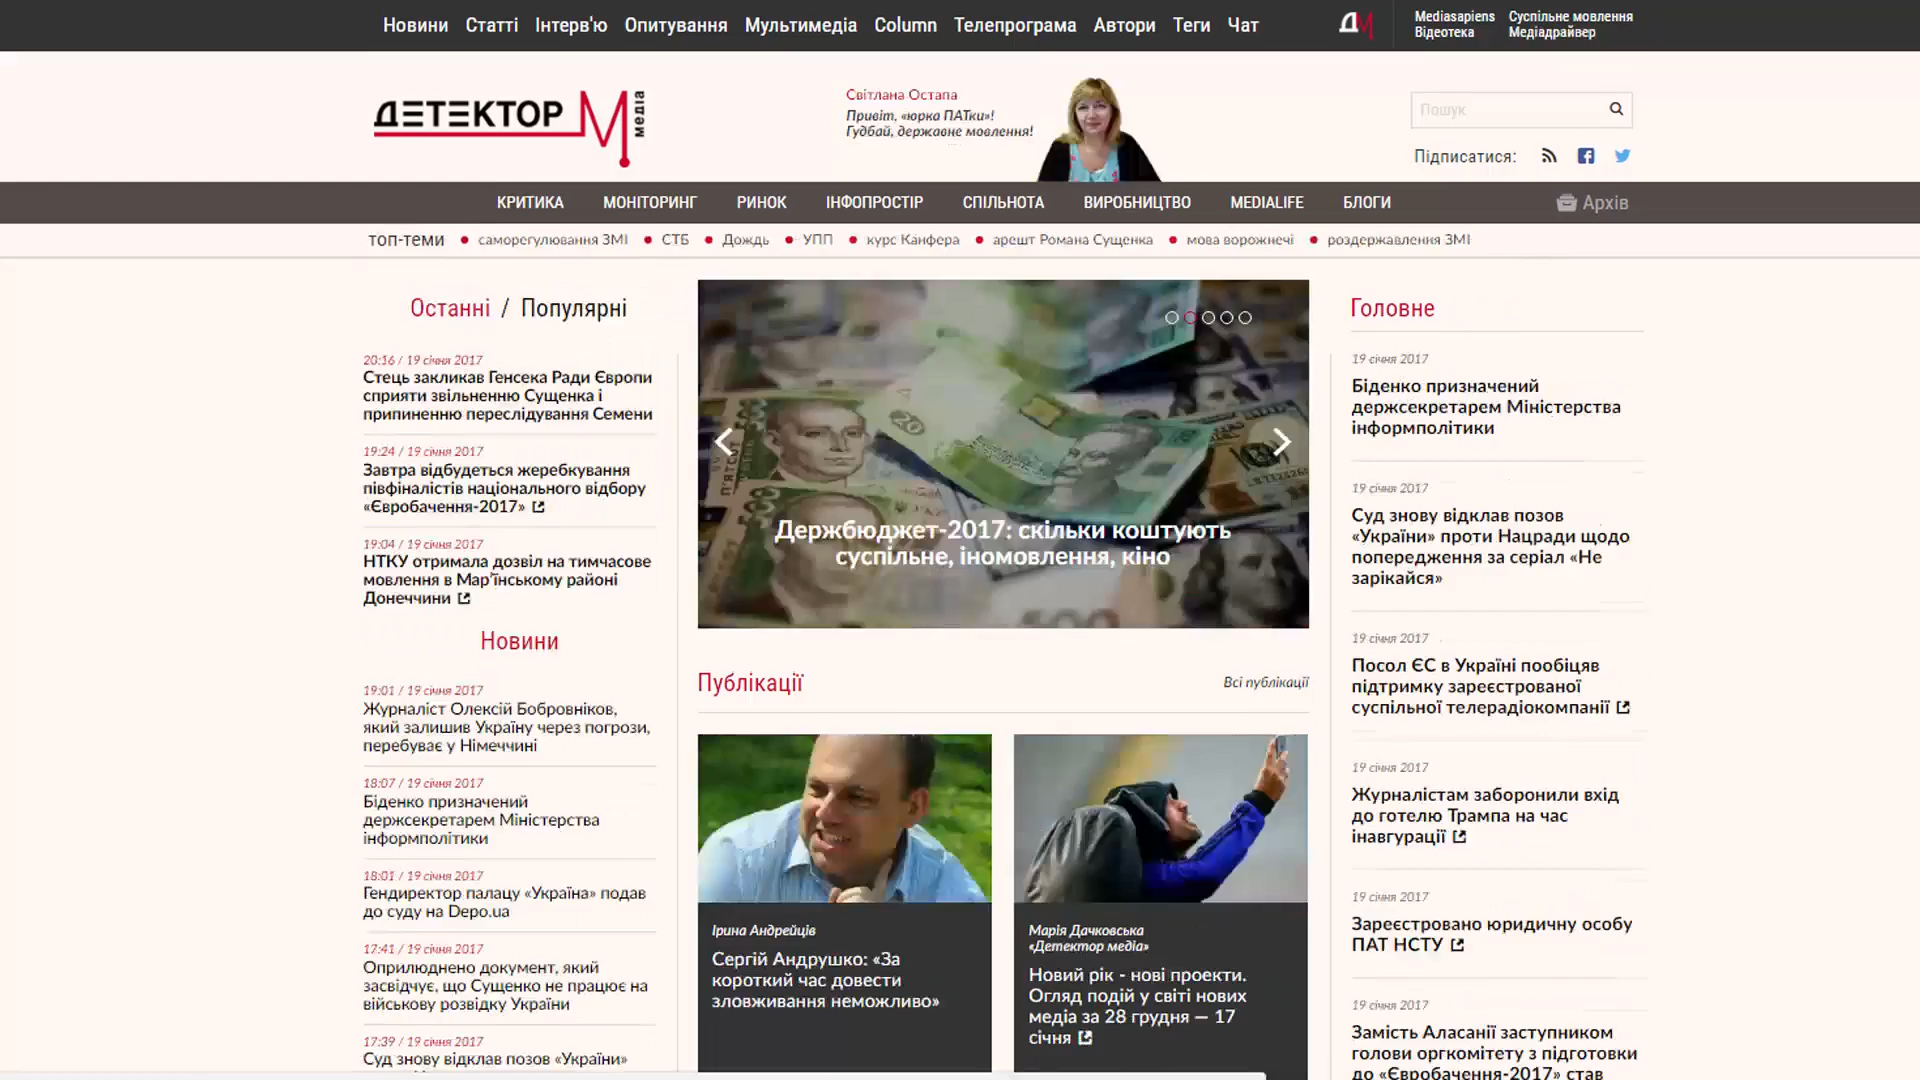 Новини Статті Інтерв'ю Опитування Мультимедіа Column Телепрограма Автори Теги Чат
ДМ
Mediasapiens Суспільне мовлення
Відеотека Медіадрайвер
ДЕТЕКТОР М медіа
Світлана Остапа
Привіт, «юрка ПАТки»!
Гудбай, державне мовлення!
Пошук
Підписатися:
КРИТИКА МОНІТОРИНГ РИНОК ІНФОПРОСТІР СПІЛЬНОТА ВИРОБНИЦТВО MEDIALIFE БЛОГИ Архів
ТОП-ТЕМИ саморегулювання ЗМІ СТБ Дождь УПП курс Канфера арешт Романа Сущенка мова ворожнечі роздержавлення ЗМІ
Останні / Популярні
20:16 / 19 січня 2017
Стець закликав Генсека Ради Європи
сприяти звільненню Сущенка і
припиненню переслідування Семени
19:24 / 19 січня 2017
Завтра відбудеться жеребкування
півфіналістів національного відбору
«Євробачення-2017»
19:04 / 19 січня 2017
НТКУ отримала дозвіл на тимчасове
мовлення в Мар'їнському районі
Донеччини
Новини
19:01 / 19 січня 2017
Журналіст Олексій Бобровніков,
який залишив Україну через погрози,
перебуває у Німеччині
18:07 / 19 січня 2017
Біденко призначений
держсекретарем Міністерства
інформполітики
18:01 / 19 січня 2017
Гендиректор палацу «Україна» подав
до суду на Depo.ua
17:41 / 19 січня 2017
Оприлюднено документ, який
засвідчує, що Сущенко не працює на
військову розвідку України
17:39 / 19 січня 2017
Суд знову відклав позов «України»
20
Держбюджет-2017: скільки коштують
суспільне, іномовлення, кіно
Публікації
Всі публікації
Ірина Андрейців
Сергій Андрушко: «За
короткий час довести
зловживання неможливо»
Марія Дачковська
«Детектор медіа»
Новий рік - нові проекти.
Огляд подій у світі нових
медіа за 28 грудня — 17
січня
Головне
19 січня 2017
Біденко призначений
держсекретарем Міністерства
інформполітики
19 січня 2017
Суд знову відклав позов
«України» проти Нацради щодо
попередження за серіал «Не
зарікайся»
19 січня 2017
Посол ЄС в Україні пообіцяв
підтримку зареєстрованої
суспільної телерадіокомпанії
19 січня 2017
Журналістам заборонили вхід
до готелю Трампа на час
інавгурації
19 січня 2017
Зареєстровано юридичну особу
ПАТ НСТУ
19 січня 2017
Замість Аласанії заступником
голови оргкомітету з підготовки
до «Євробачення-2017» став